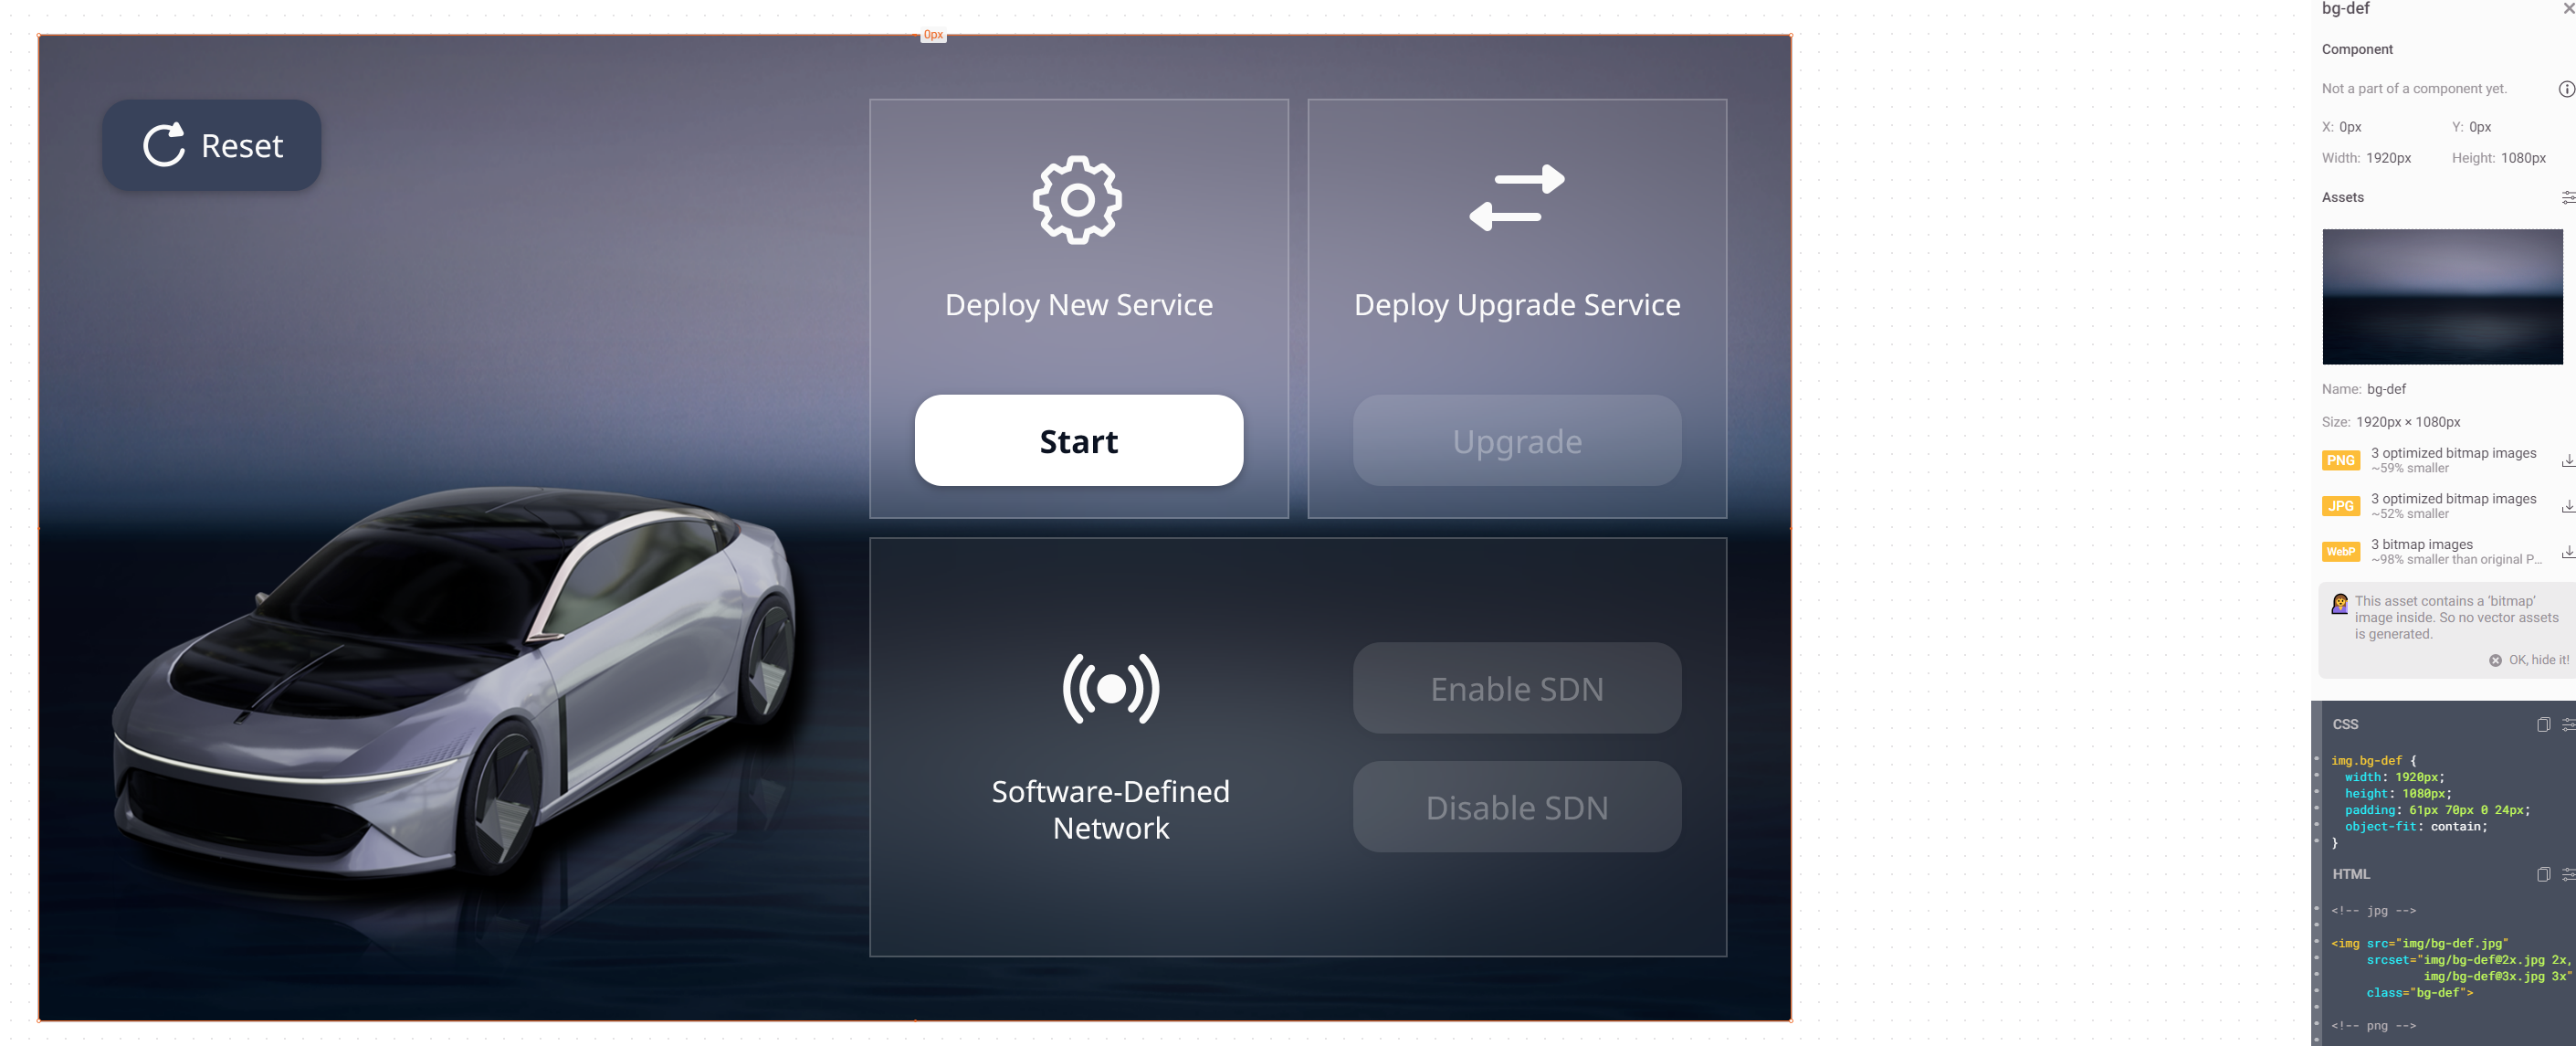 0px
Reset
Deploy New Service
Start
Deploy Upgrade Service
Upgrade
Software-Defined
Network
Enable SDN
Disable SDN
bg-def
Component
Not a part of a component yet.
X: 0px Y: 0px
Width: 1920px Height: 1080px
Assets
Name: bg-def
Size: 1920px × 1080px
PNG 3 optimized bitmap images
~59% smaller
JPG 3 optimized bitmap images
~52% smaller
WebP 3 bitmap images
~98% smaller than original P...
This asset contains a 'bitmap'
image inside. So no vector assets
is generated.
OK, hide it!
CSS
img.bg-def {
width: 1920px;
height: 1080px;
padding: 61px 70px 0 24px;
object-fit: contain;
}
HTML
<!-- jpg -->
<img src="img/bg-def.jpg"
srcset="img/bg-def@2x.jpg 2x,
img/bg-def@3x.jpg 3x"
class="bg-def">
<!-- png -->